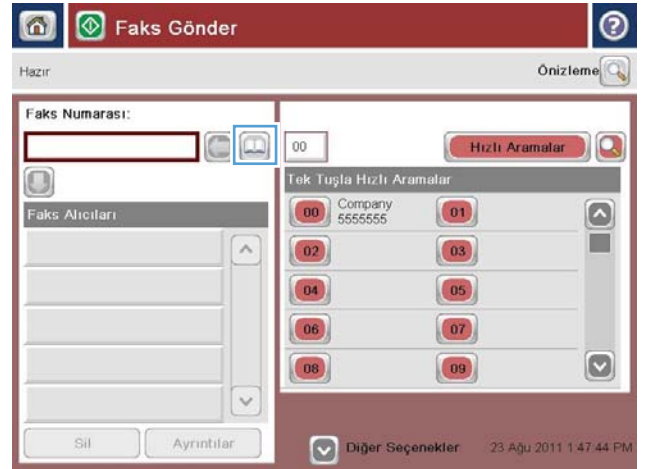 Faks Gönder
Hazır
Önizleme
Faks Numarası:
00
Hızlı Aramalar
Tek Tuşla Hızlı Aramalar
Faks Alıcıları
00 Company 01
5555555
02 03
04 05
06 07
08 09
Sil Ayrıntılar
Diğer Seçenekler 23 Ağu 2011 1:47:44 PM